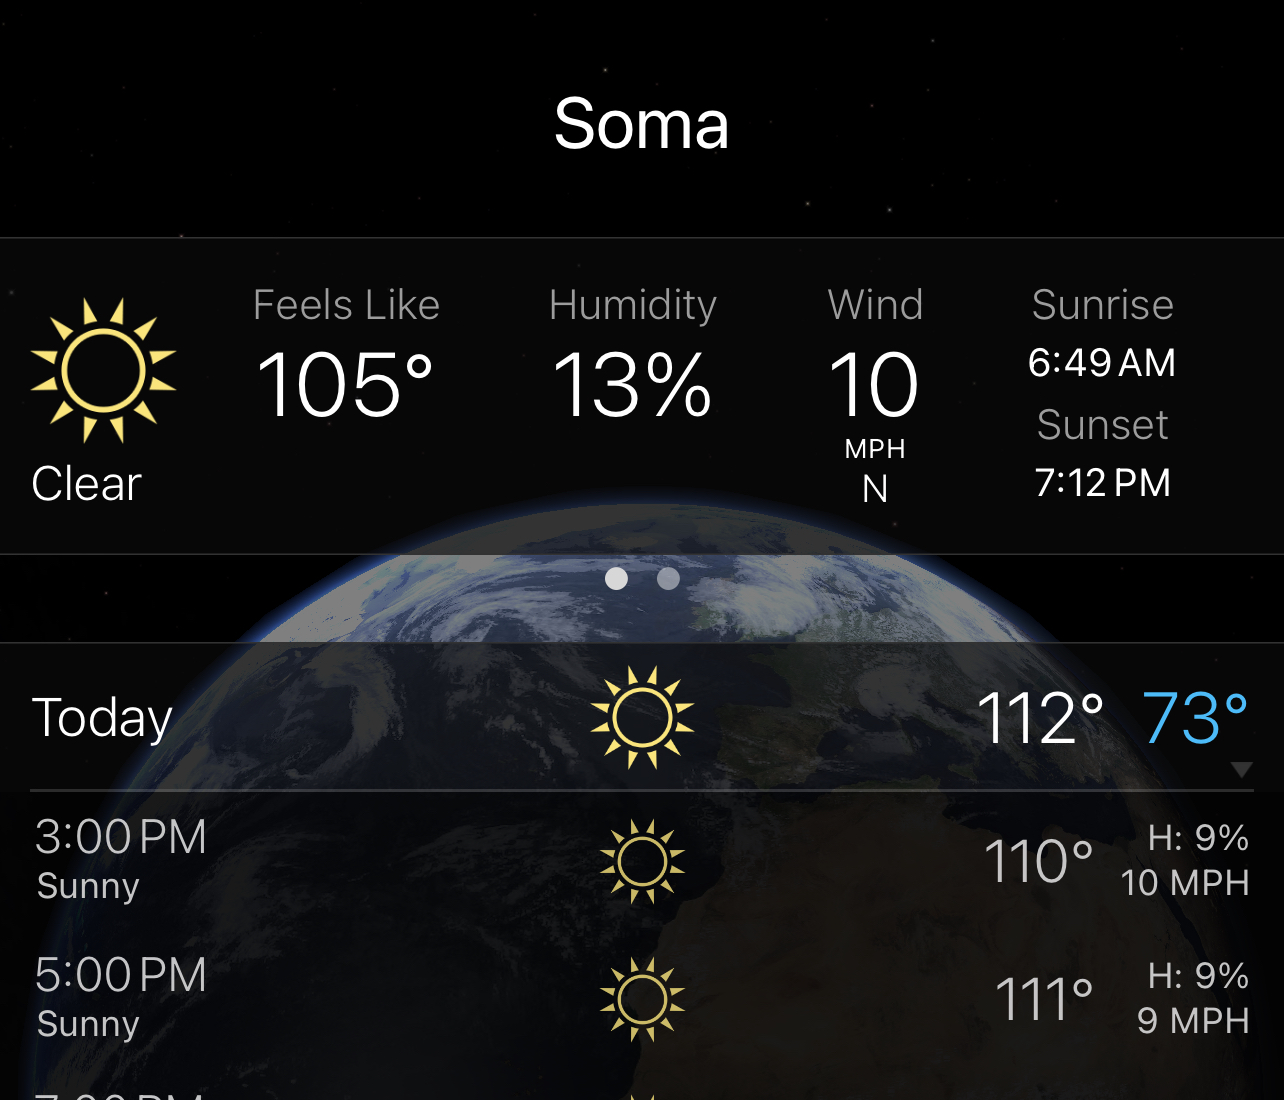 Soma
Feels Like Humidity Wind Sunrise
105° 13% 10 6:49 AM
MPH Sunset
Clear N 7:12 PM
Today 112° 73°
3:00 PM 110° H: 9%
Sunny 10 MPH
5:00 PM 111° H: 9%
Sunny 9 MPH